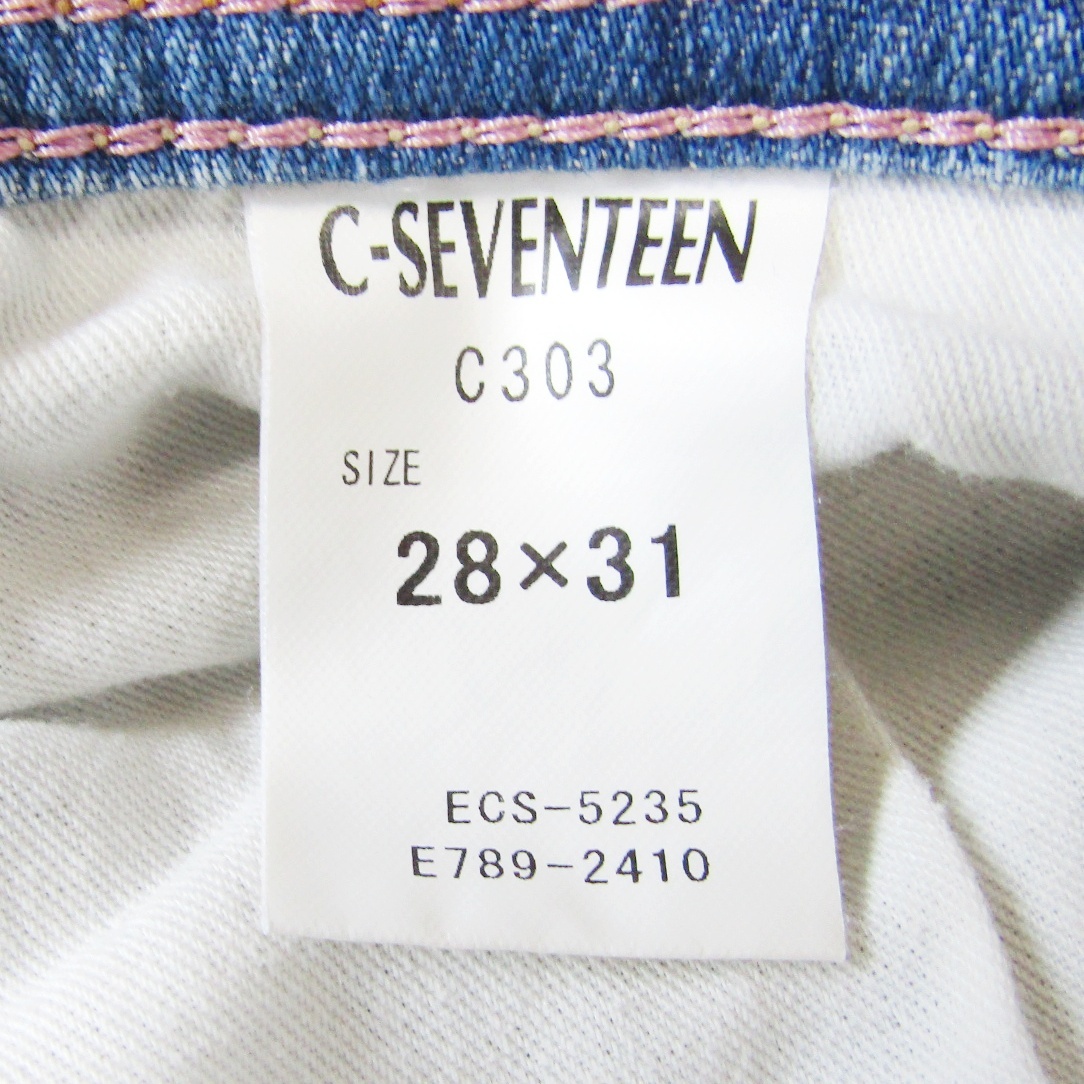 C-SEVENTEEN
C303
SIZE
28×31
ECS-5235
E789-2410